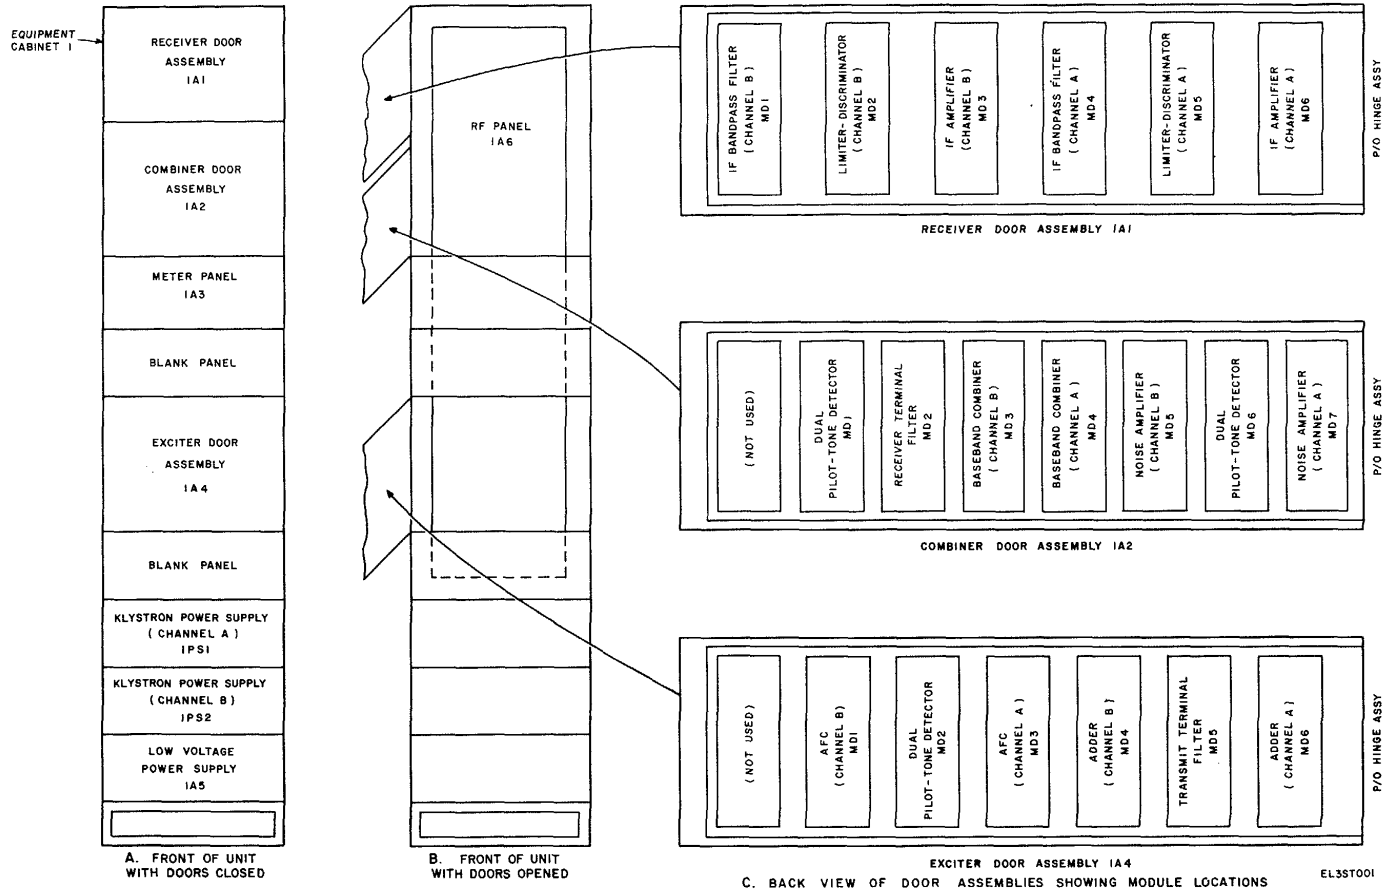 EQUIPMENT
CABINET 1
RECEIVER DOOR
ASSEMBLY
1A1
COMBINER DOOR
ASSEMBLY
1A2
METER PANEL
1A3
BLANK PANEL
EXCITER DOOR
ASSEMBLY
1A4
BLANK PANEL
KLYSTRON POWER SUPPLY
( CHANNEL A )
1PS1
KLYSTRON POWER SUPPLY
( CHANNEL B )
1PS2
LOW VOLTAGE
POWER SUPPLY
1A5
A. FRONT OF UNIT
WITH DOORS CLOSED
RF PANEL
1A6
B. FRONT OF UNIT
WITH DOORS OPENED
IF BANDPASS FILTER
( CHANNEL B )
MD1
LIMITER-DISCRIMINATOR
( CHANNEL B )
MD2
IF AMPLIFIER
( CHANNEL B )
MD3
IF BANDPASS FILTER
( CHANNEL A )
MD4
LIMITER-DISCRIMINATOR
( CHANNEL A )
MD5
IF AMPLIFIER
( CHANNEL A )
MD6
P/O HINGE ASSY
RECEIVER DOOR ASSEMBLY 1A1
( NOT USED )
DUAL
PILOT-TONE DETECTOR
MD1
RECEIVER TERMINAL
FILTER
MD2
BASEBAND COMBINER
( CHANNEL B )
MD3
BASEBAND COMBINER
( CHANNEL A )
MD4
NOISE AMPLIFIER
( CHANNEL B )
MD5
DUAL
PILOT-TONE DETECTOR
MD6
NOISE AMPLIFIER
( CHANNEL A )
MD7
P/O HINGE ASSY
COMBINER DOOR ASSEMBLY 1A2
( NOT USED )
AFC
( CHANNEL B )
MD1
DUAL
PILOT-TONE DETECTOR
MD2
AFC
( CHANNEL A )
MD3
ADDER
( CHANNEL B )
MD4
TRANSMIT TERMINAL
FILTER
MD5
ADDER
( CHANNEL A )
MD6
P/O HINGE ASSY
EXCITER DOOR ASSEMBLY 1A4
C. BACK VIEW OF DOOR ASSEMBLIES SHOWING MODULE LOCATIONS
EL3ST001